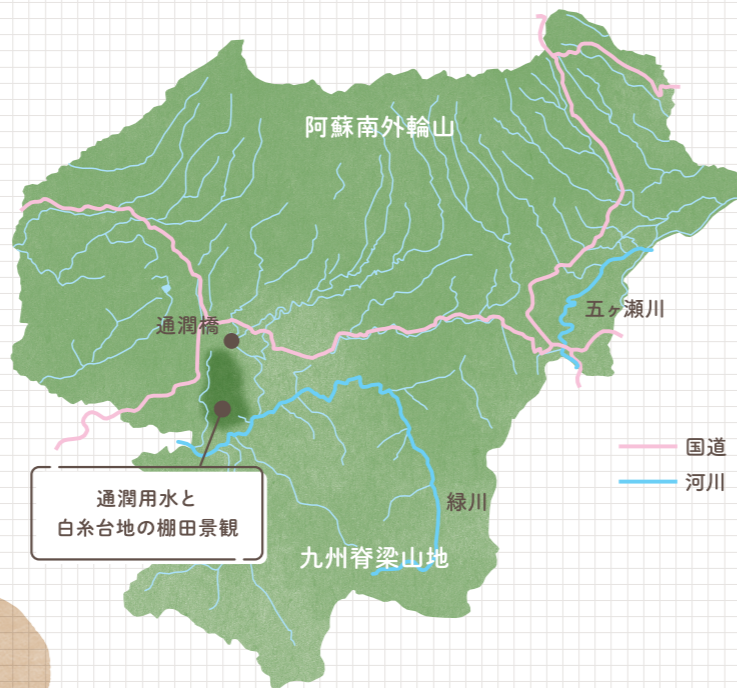 阿蘇南外輪山
通潤橋
五ヶ瀬川
国道
河川
通潤用水と
白糸台地の棚田景観
緑川
九州脊梁山地